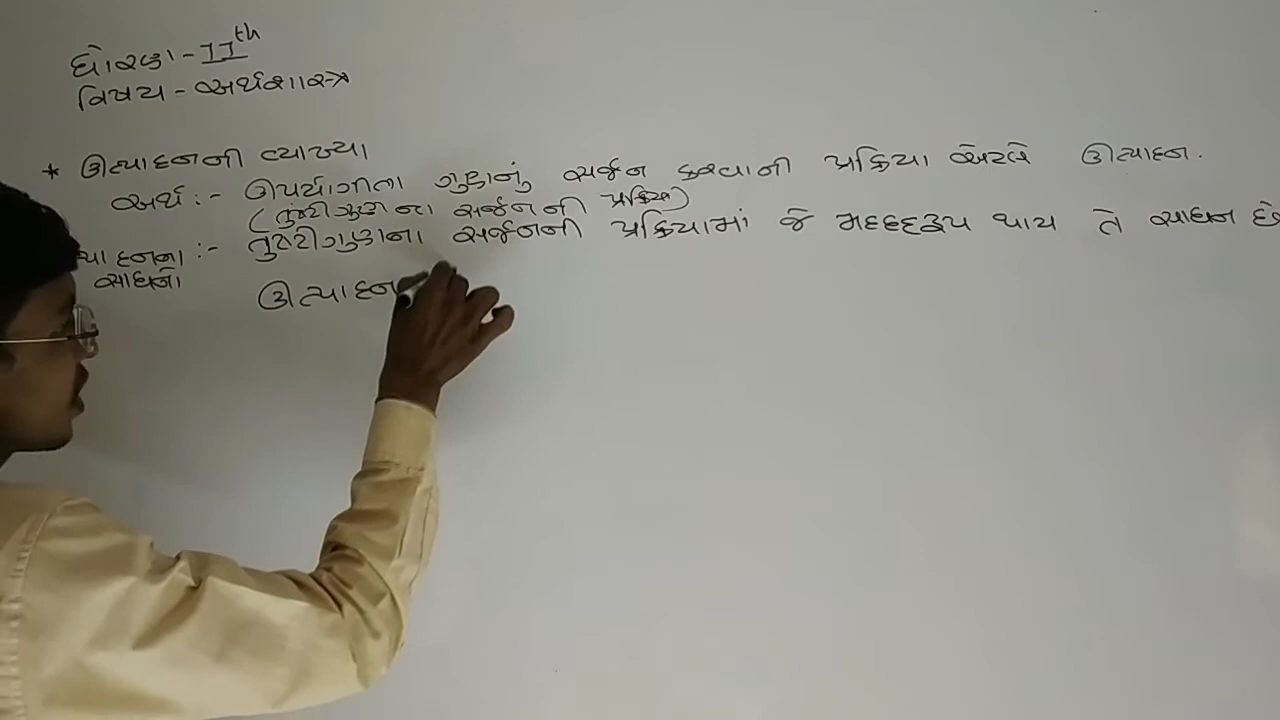 ધોરણ - 11th
વિષય - અર્થશાસ્ત્ર
* ઉત્પાદનની વ્યાખ્યા
અર્થ :- ઉપયોગીતા ગુણનું સર્જન કરવાની પ્રક્રિયા એટલે ઉત્પાદન.
(તુષ્ટીગુણના સર્જનની પ્રક્રિયા)
ત્પાદનના સાધનો :- તુષ્ટીગુણના સર્જનની પ્રક્રિયામાં જે મદદરૂપ થાય તે સાધન છે
ઉત્પાદન